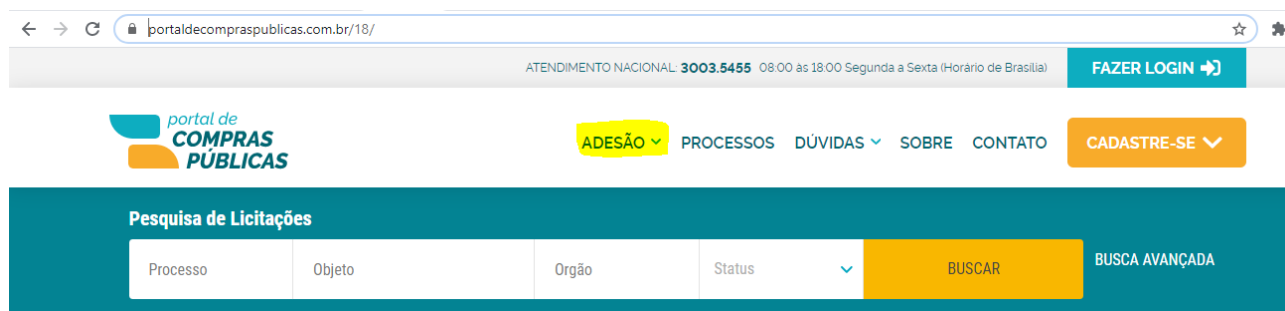 portaldecompraspublicas.com.br/18/
ATENDIMENTO NACIONAL: 3003.5455 08:00 às 18:00 Segunda a Sexta (Horário de Brasília)
FAZER LOGIN
portal de
COMPRAS
PÚBLICAS
ADESÃO PROCESSOS DÚVIDAS SOBRE CONTATO
CADASTRE-SE
Pesquisa de Licitações
Processo Objeto Orgão Status BUSCAR BUSCA AVANÇADA